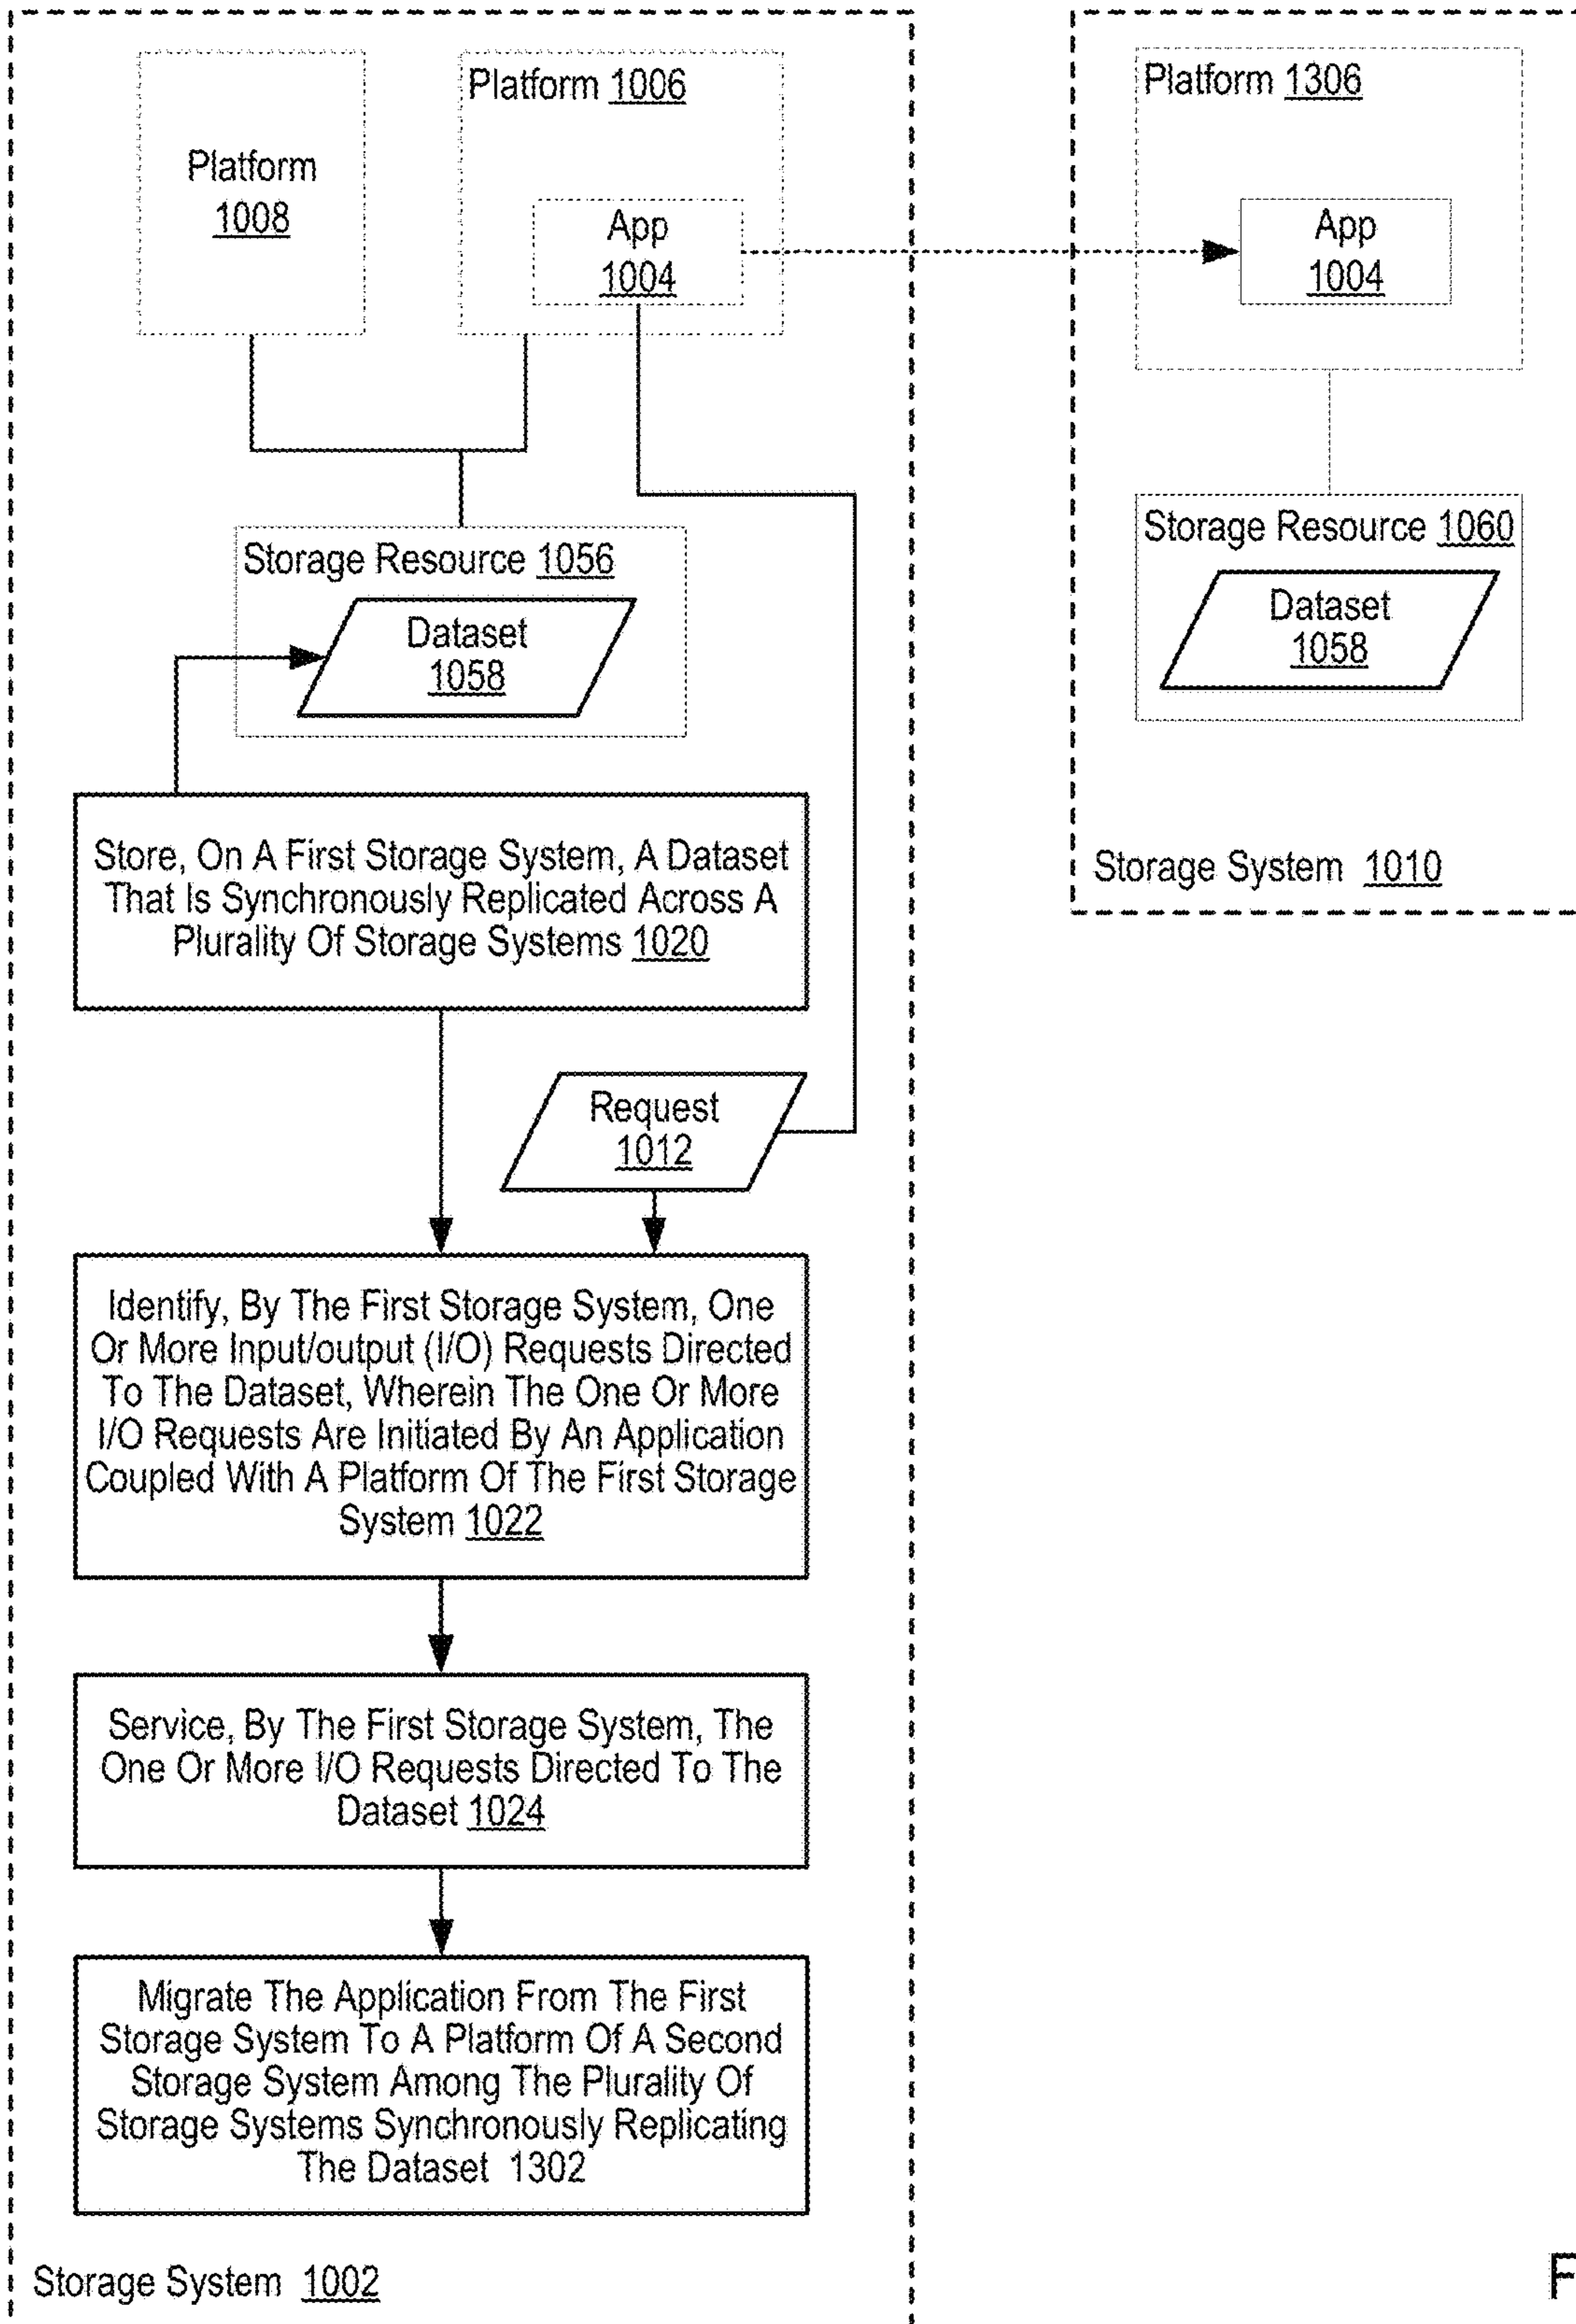 Platform
1008
Platform 1006
App
1004
Platform 1306
App
1004
Storage Resource 1056
Dataset
1058
Storage Resource 1060
Dataset
1058
Store, On A First Storage System, A Dataset
That Is Synchronously Replicated Across A
Plurality Of Storage Systems 1020
Storage System 1010
Request
1012
Identify, By The First Storage System, One
Or More Input/output (I/O) Requests Directed
To The Dataset, Wherein The One Or More
I/O Requests Are Initiated By An Application
Coupled With A Platform Of The First Storage
System 1022
Service, By The First Storage System, The
One Or More I/O Requests Directed To The
Dataset 1024
Migrate The Application From The First
Storage System To A Platform Of A Second
Storage System Among The Plurality Of
Storage Systems Synchronously Replicating
The Dataset 1302
Storage System 1002
F